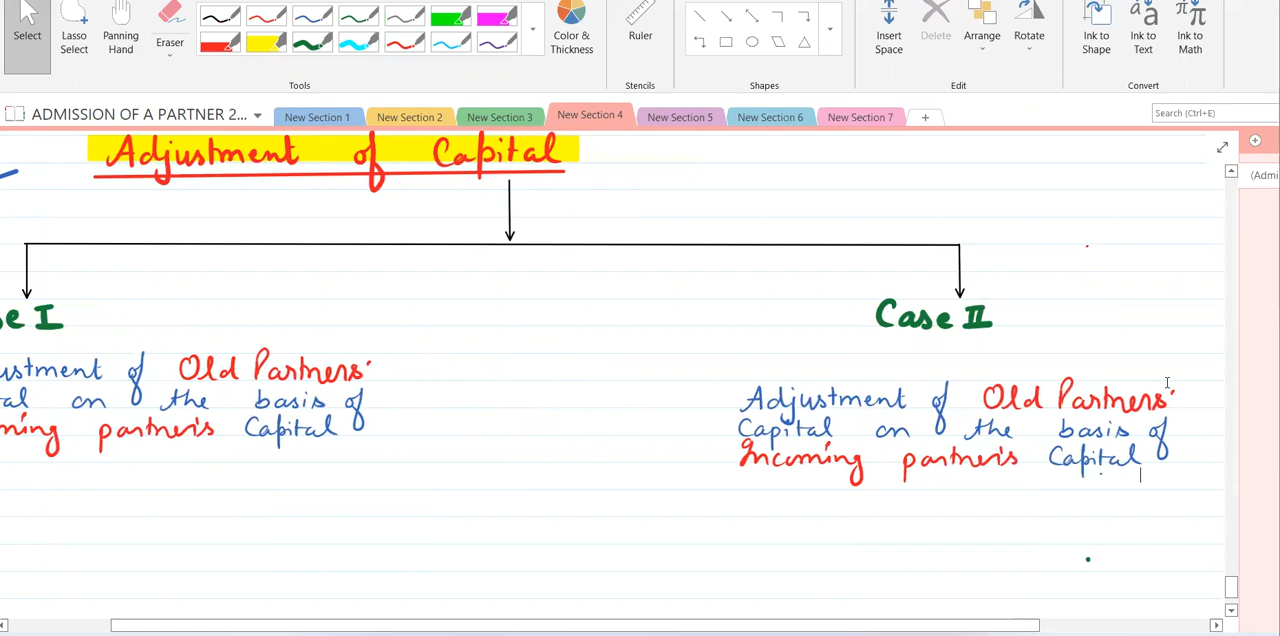 Select
Lasso Select
Panning Hand
Eraser
Color & Thickness
Ruler
Insert Space
Delete
Arrange
Rotate
Ink to Shape
Ink to Text
Ink to Math
Tools
Stencils
Shapes
Edit
Convert
ADMISSION OF A PARTNER 2...
New Section 1
New Section 2
New Section 3
New Section 4
New Section 5
New Section 6
New Section 7
+
Search (Ctrl+E)
(Admi
Adjustment of Capital
se I
Case II
ustment of Old Partners'
al on the basis of
ming partner's Capital
Adjustment of Old Partners'
Capital on the basis of
Incoming partner's Capital